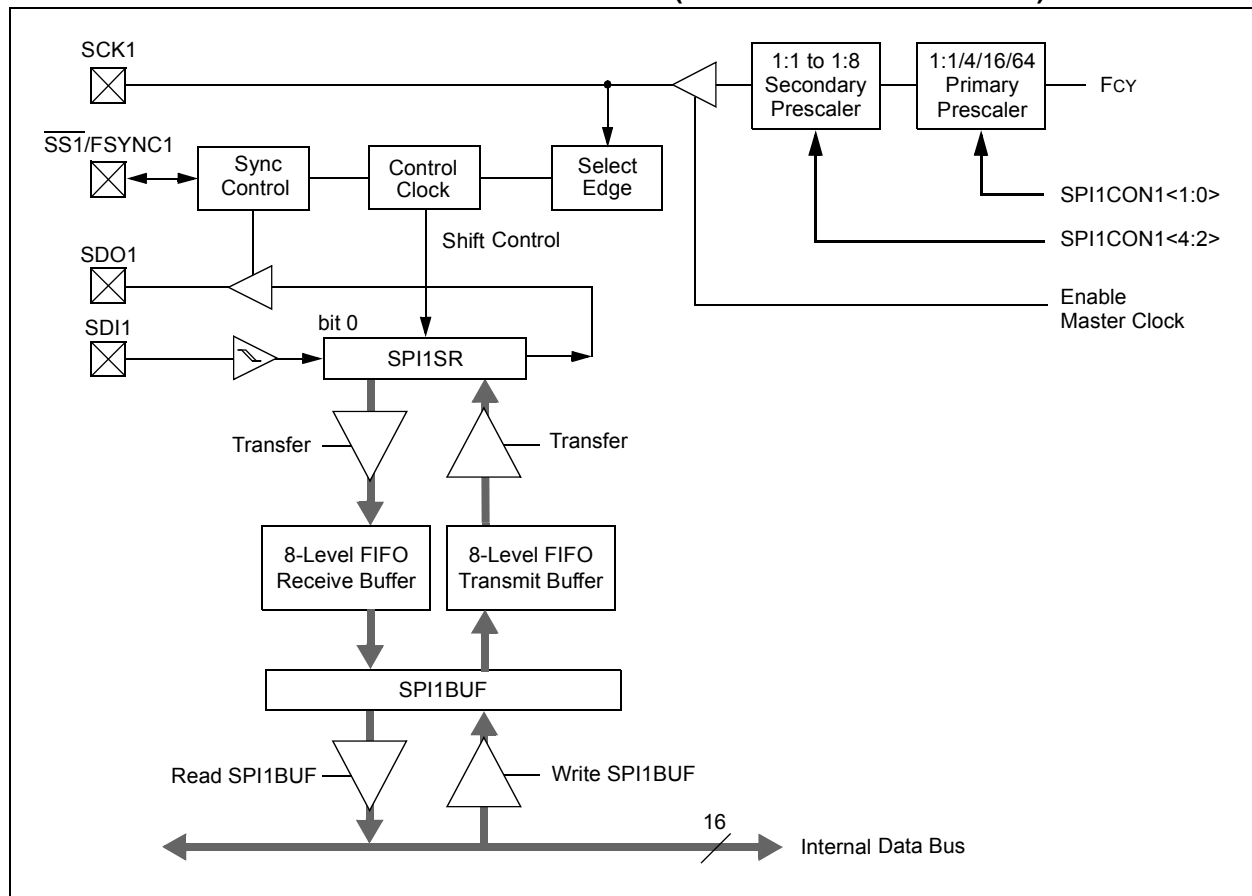 SCK1
1:1 to 1:8
Secondary
Prescaler
1:1/4/16/64
Primary
Prescaler
FCY
SS1/FSYNC1
Sync
Control
Control
Clock
Select
Edge
SPI1CON1<1:0>
SPI1CON1<4:2>
Shift Control
SDO1
Enable
Master Clock
SDI1
bit 0
SPI1SR
Transfer
Transfer
8-Level FIFO
Receive Buffer
8-Level FIFO
Transmit Buffer
SPI1BUF
Read SPI1BUF
Write SPI1BUF
16
Internal Data Bus